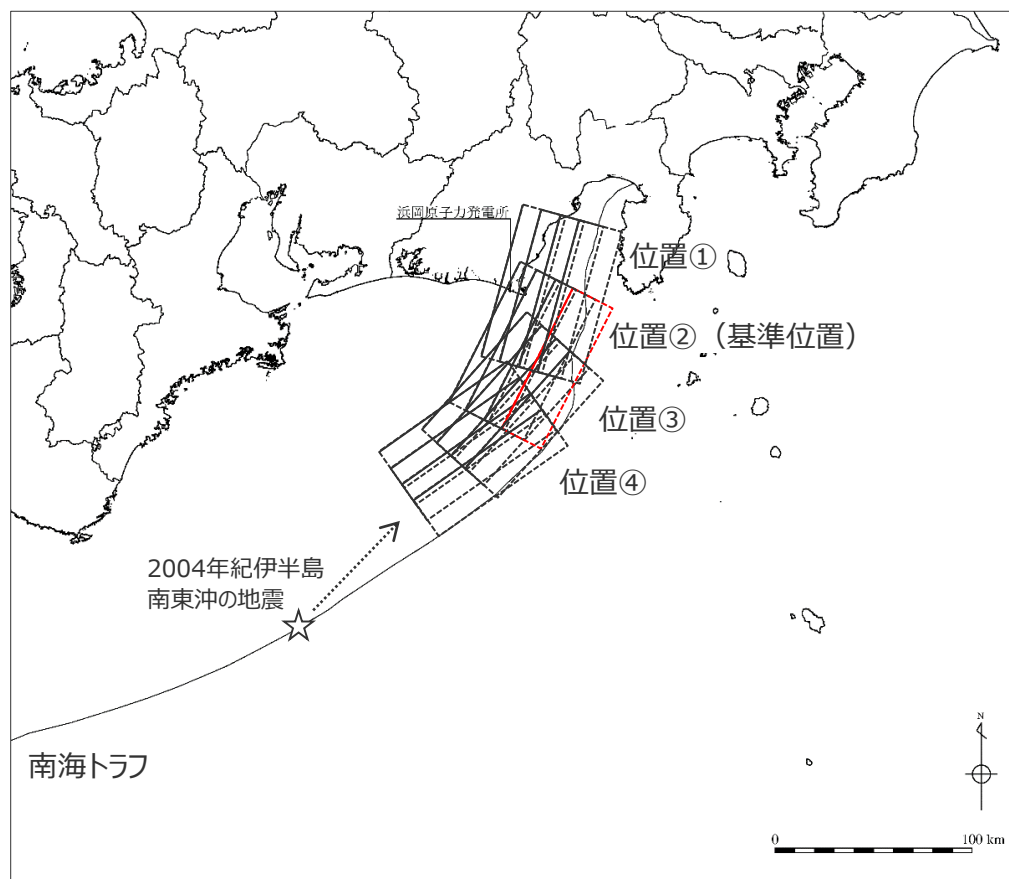 浜岡原子力発電所
位置①
位置②（基準位置）
位置③
位置④
2004年紀伊半島
南東沖の地震
南海トラフ
N
0 100 km